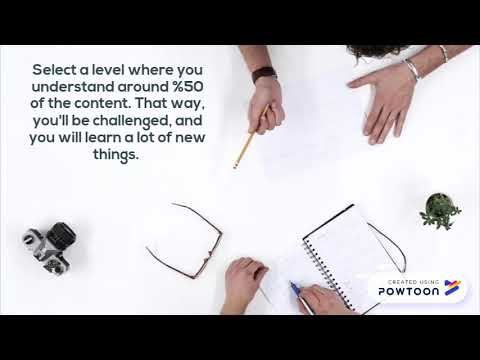 Select a level where you
understand around %50
of the content. That way,
you'll be challenged, and
you will learn a lot of new
things.
CREATED USING
POWTOON